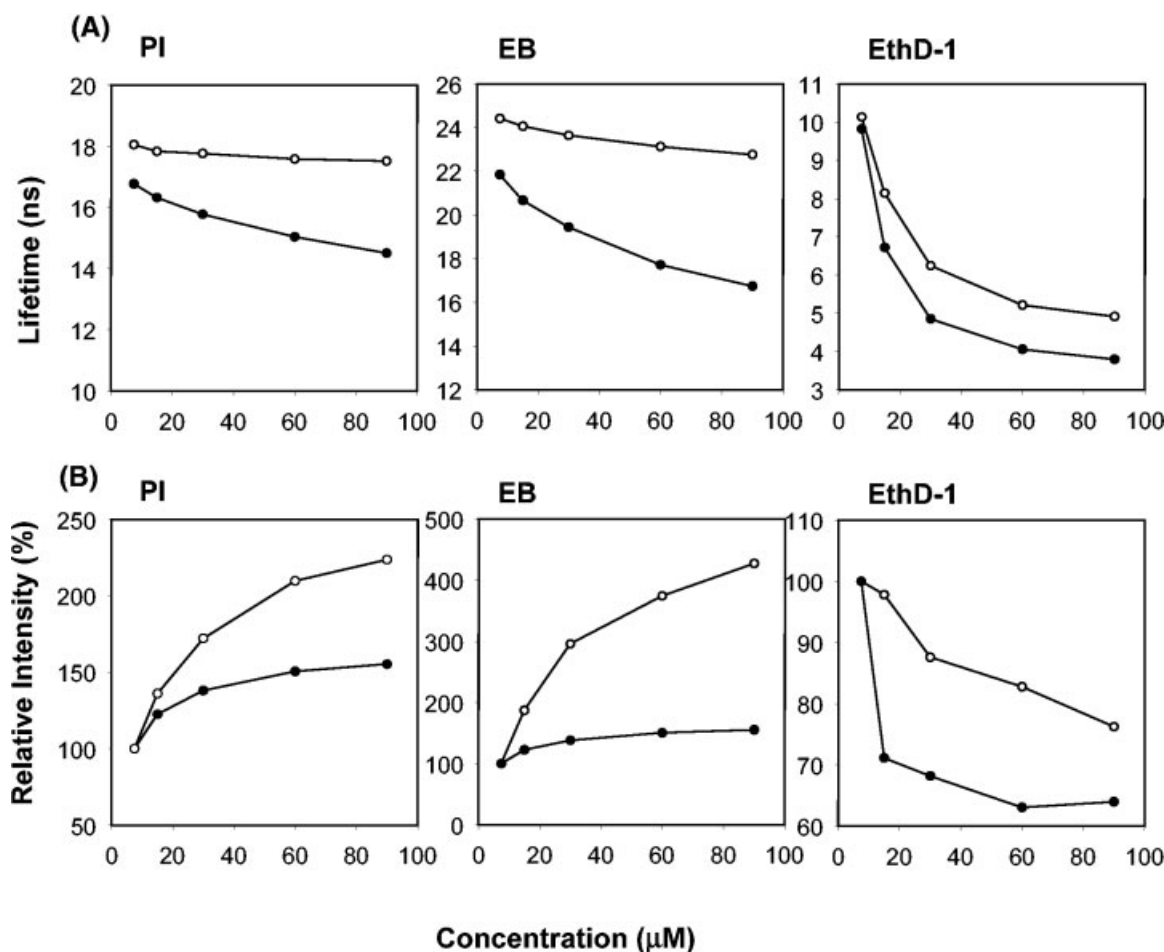 (A)
PI
EB
EthD-1
Lifetime (ns)
20
18
16
14
12
10
0 20 40 60 80 100
26
24
22
20
18
16
14
12
0 20 40 60 80 100
11
10
9
8
7
6
5
4
3
0 20 40 60 80 100
(B)
PI
EB
EthD-1
Relative Intensity (%)
250
200
150
100
50
0 20 40 60 80 100
500
400
300
200
100
0
0 20 40 60 80 100
110
100
90
80
70
60
0 20 40 60 80 100
Concentration (μM)